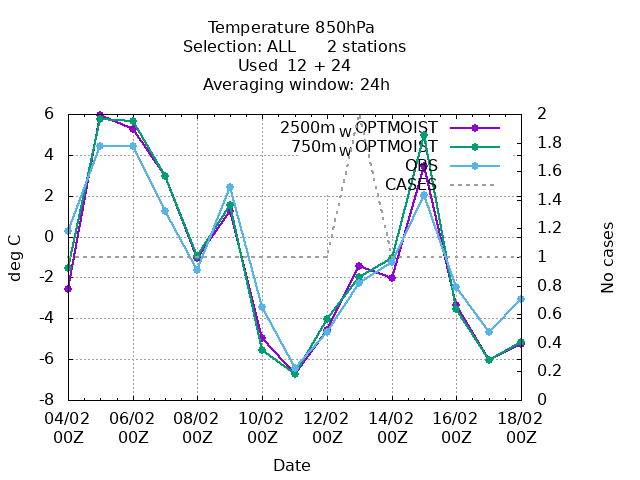 Temperature 850hPa
Selection: ALL 2 stations
Used 12 + 24
Averaging window: 24h
2500m WOPTMOIST
750m WOPTMOIST
OBS
CASES
6
4
2
0
-2
-4
-6
-8
deg C
2
1.8
1.6
1.4
1.2
1
0.8
0.6
0.4
0.2
0
No cases
04/02 06/02 08/02 10/02 12/02 14/02 16/02 18/02
00Z 00Z 00Z 00Z 00Z 00Z 00Z 00Z
Date